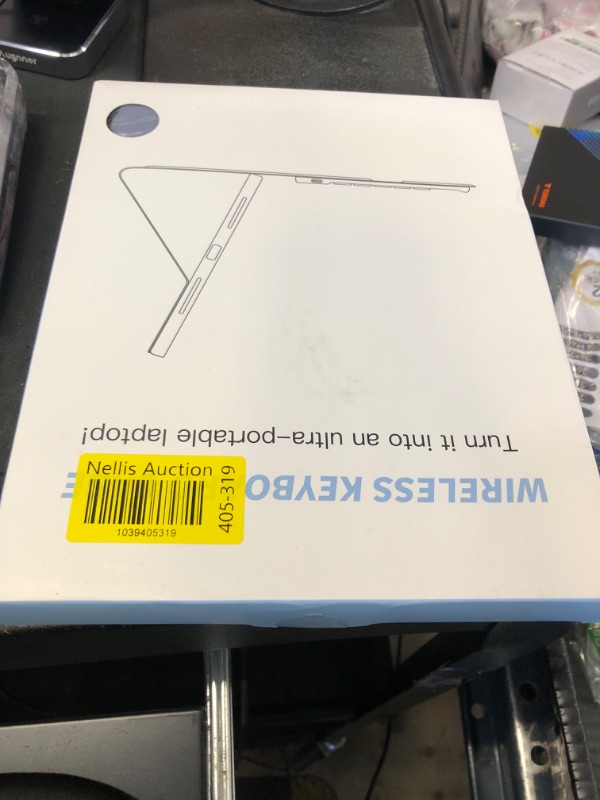 WIRELESS KEYBO
Turn it into an ultra-portable laptop!
Nellis Auction
405-319
1039405319